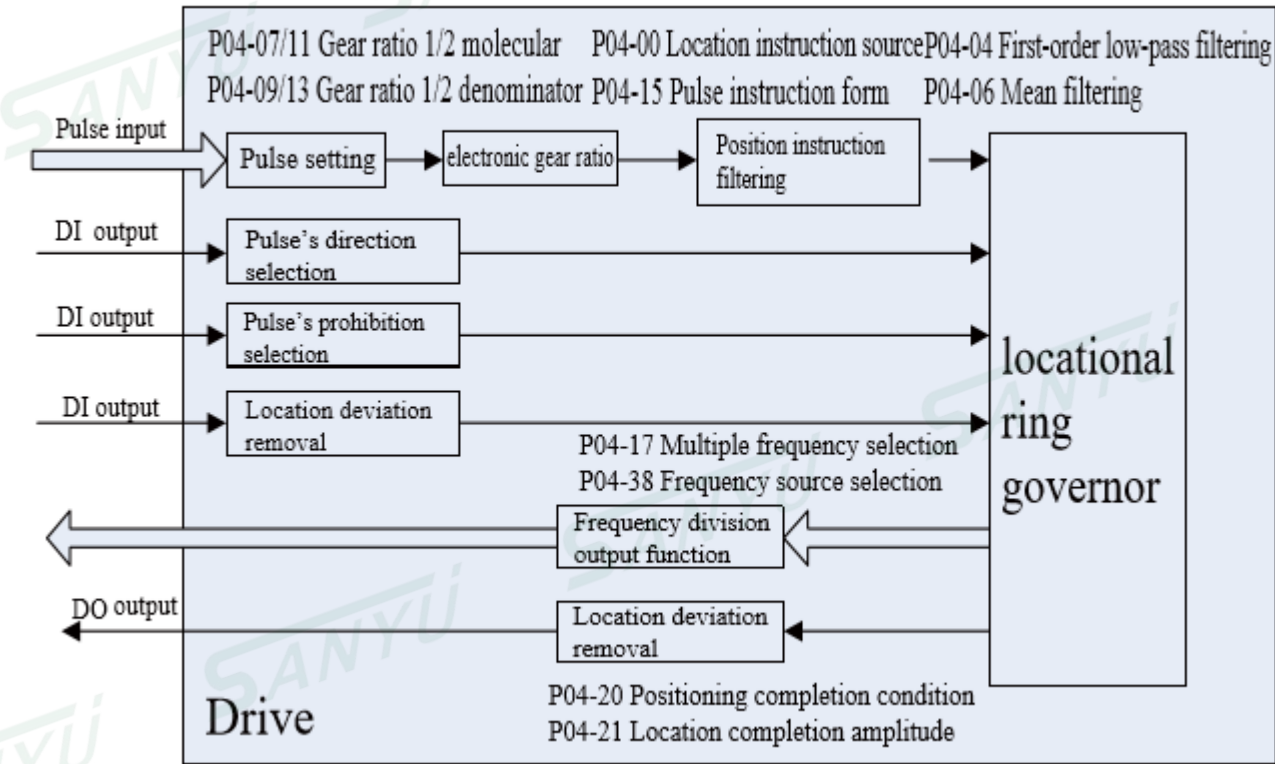 P04-07/11 Gear ratio 1/2 molecular P04-00 Location instruction source P04-04 First-order low-pass filtering
P04-09/13 Gear ratio 1/2 denominator P04-15 Pulse instruction form P04-06 Mean filtering
Pulse input
Pulse setting
electronic gear ratio
Position instruction
filtering
DI output
Pulse's direction
selection
DI output
Pulse's prohibition
selection
DI output
Location deviation
removal
locational
ring
governor
P04-17 Multiple frequency selection
P04-38 Frequency source selection
Frequency division
output function
DO output
Location deviation
removal
P04-20 Positioning completion condition
P04-21 Location completion amplitude
Drive
SANYU
SANYU
SANYU
SANYU